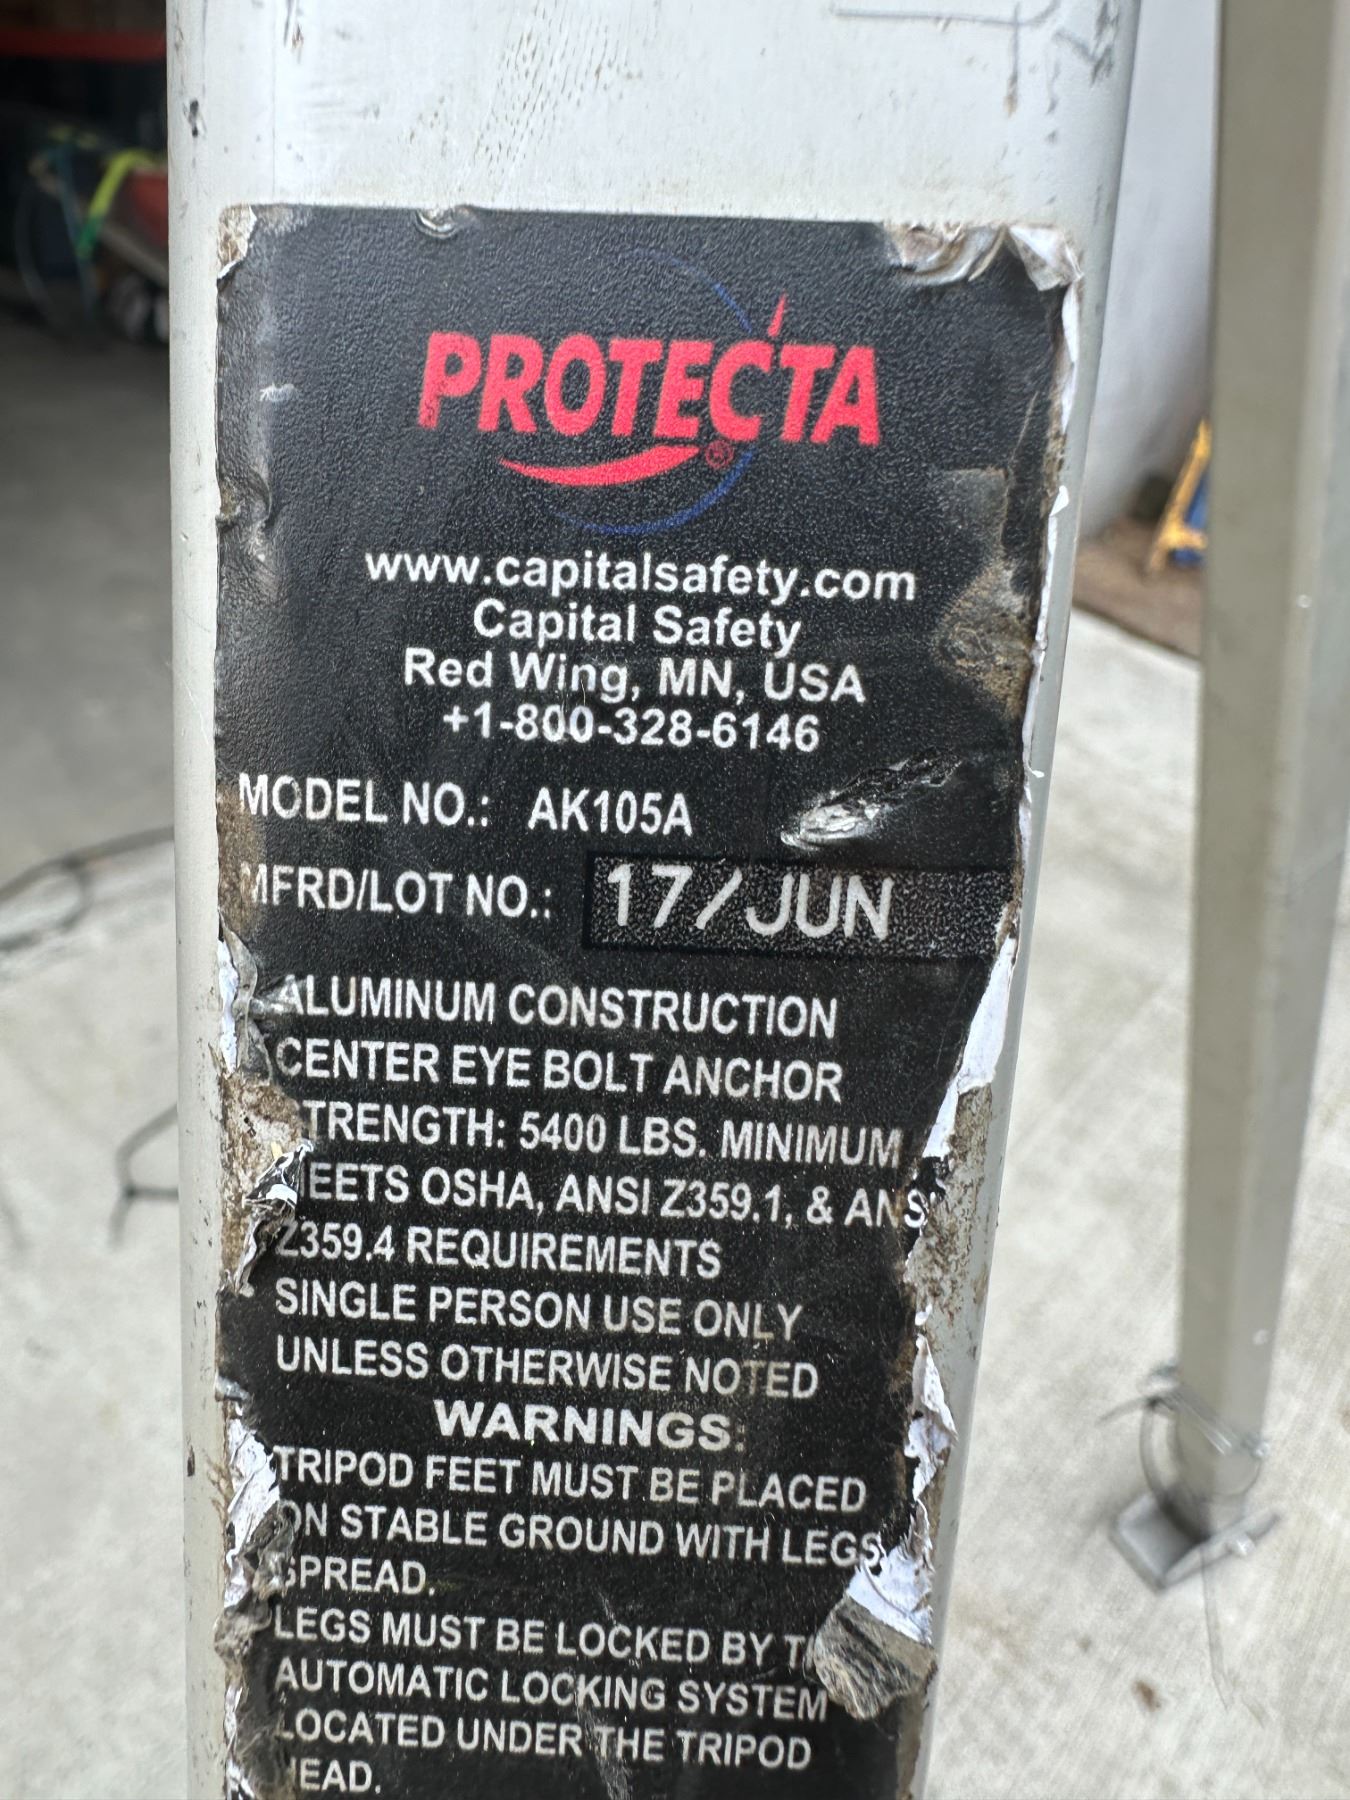 PROTECTA
®
www.capitalsafety.com
Capital Safety
Red Wing, MN, USA
+1-800-328-6146
MODEL NO.: AK105A
MFRD/LOT NO.: 17/JUN
ALUMINUM CONSTRUCTION
CENTER EYE BOLT ANCHOR
TRENGTH: 5400 LBS. MINIMUM
EETS OSHA, ANSI Z359.1, & ANS
Z359.4 REQUIREMENTS
SINGLE PERSON USE ONLY
UNLESS OTHERWISE NOTED
WARNINGS:
TRIPOD FEET MUST BE PLACED
ON STABLE GROUND WITH LEGS
SPREAD.
LEGS MUST BE LOCKED BY T
AUTOMATIC LOCKING SYSTEM
LOCATED UNDER THE TRIPOD
EAD.